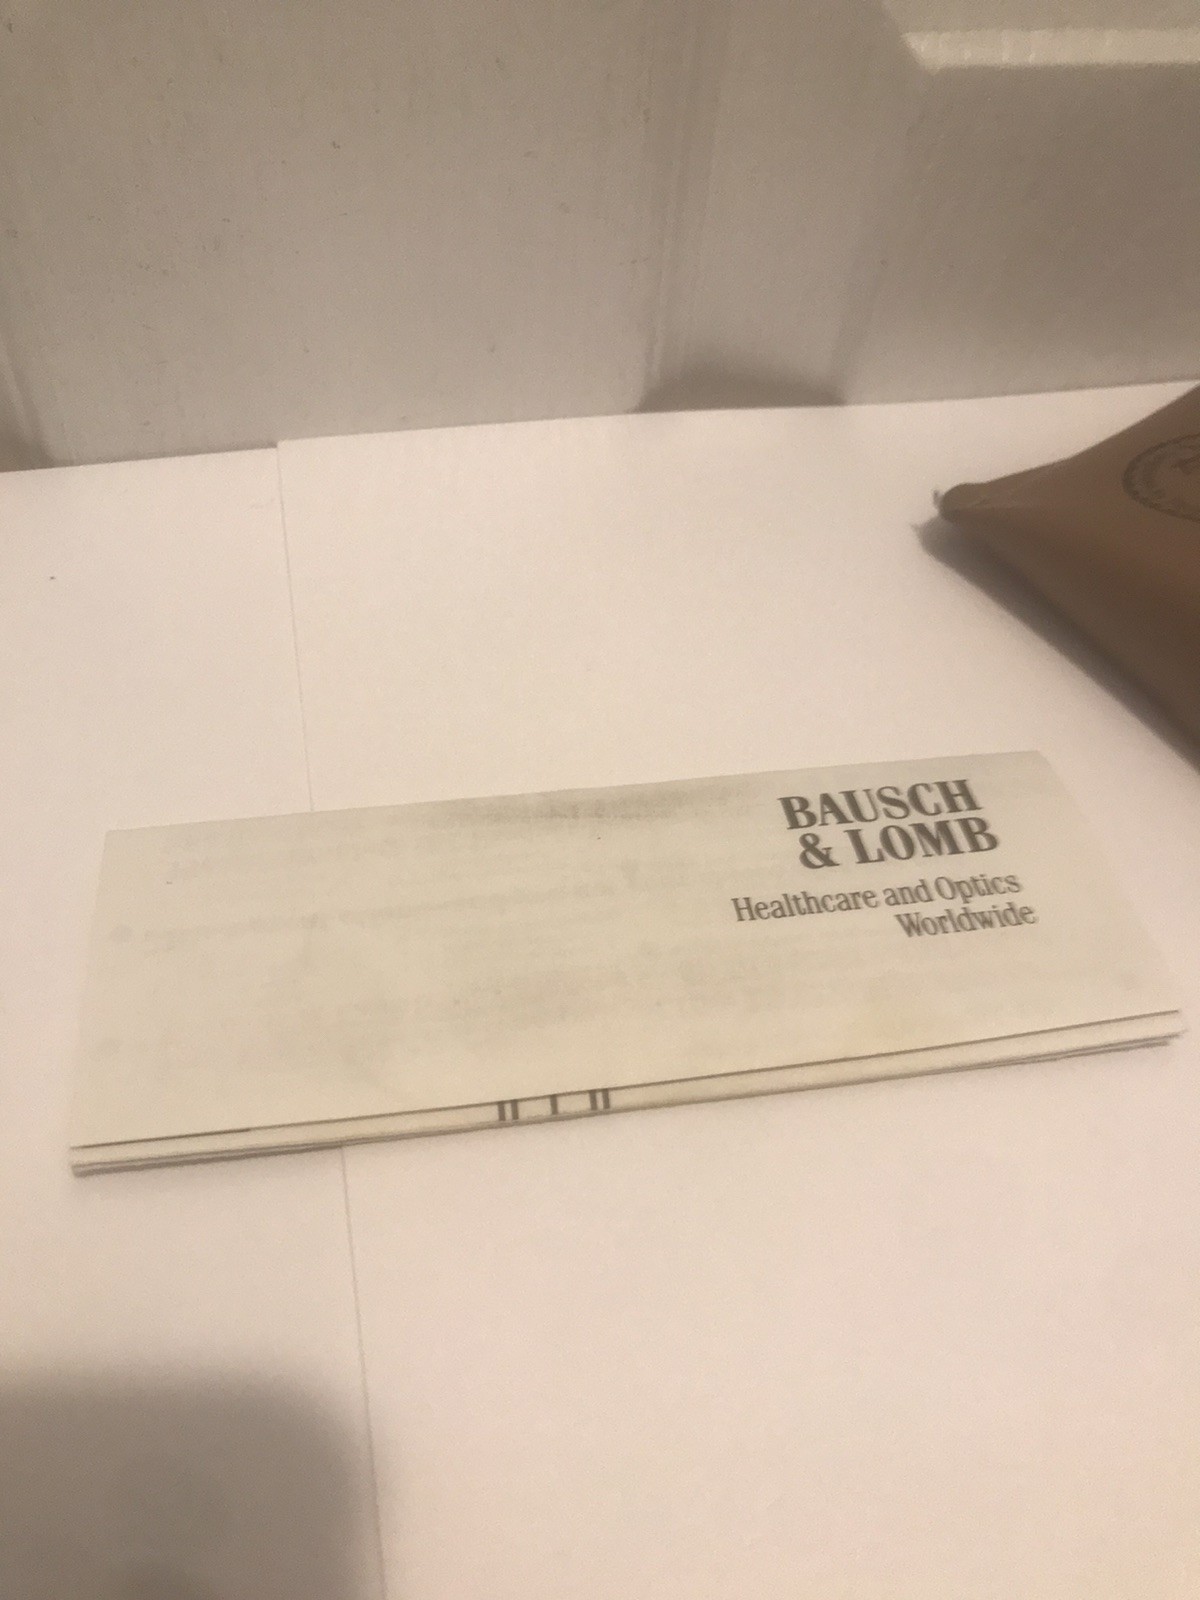 BAUSCH
& LOMB
Healthcare and Optics
Worldwide